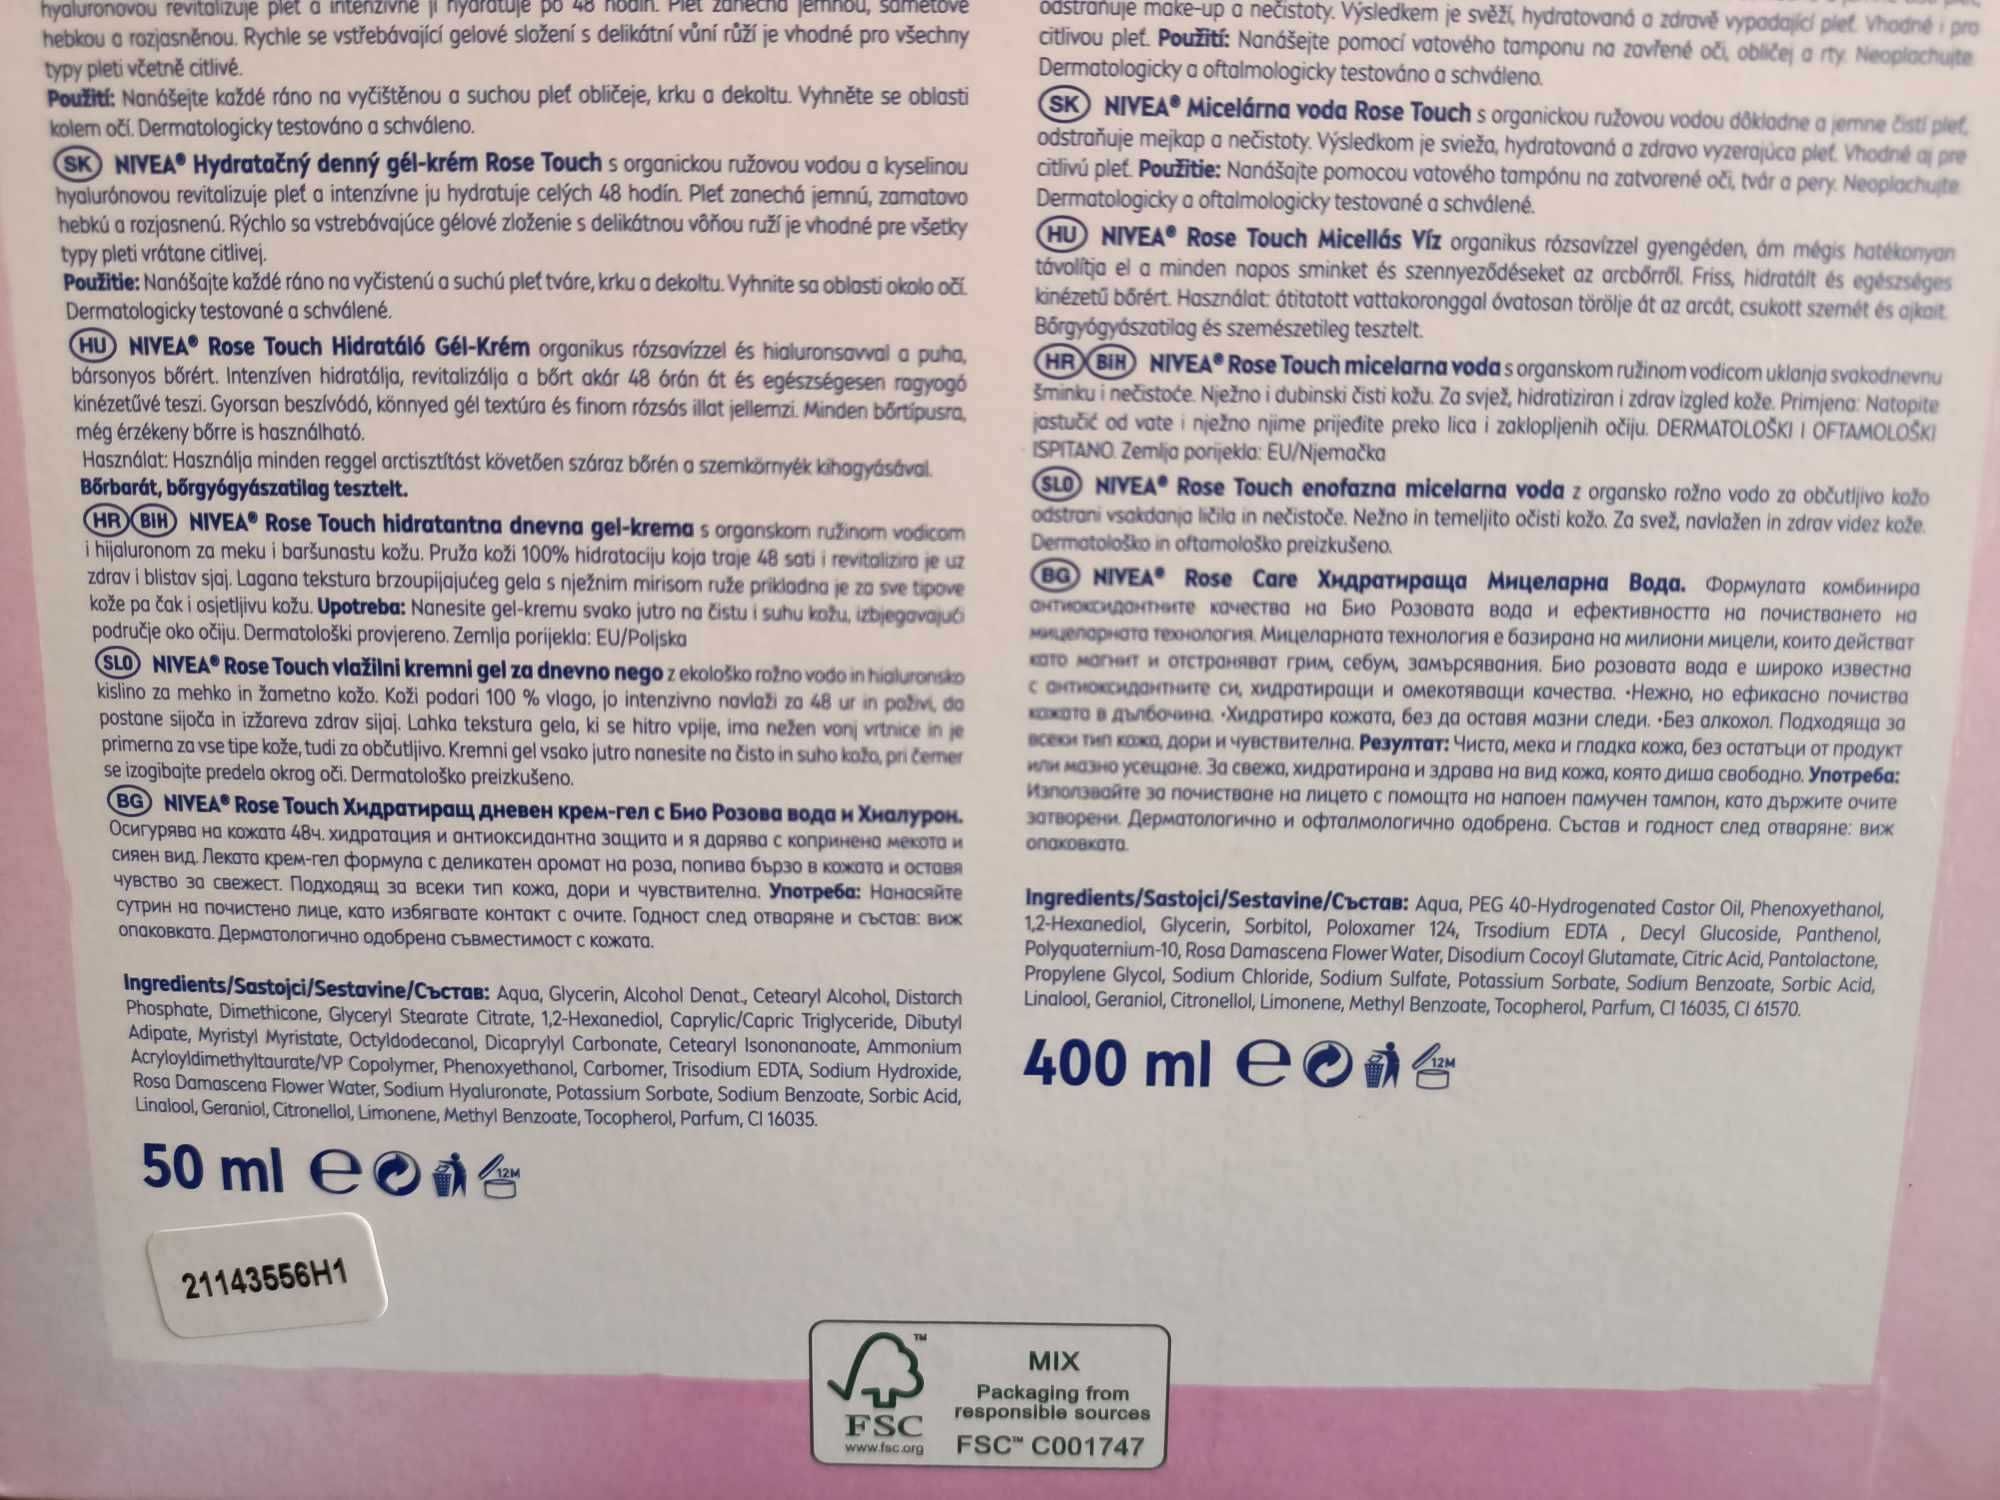 hyaluronovou revitalizuje pleť a intenzivně ji hydratuje po 48 hodin. Pleť zanechá jemnou, sametově
hebkou a rozjasněnou. Rychle se vstřebávající gelové složení s delikátní vůní růží je vhodné pro všechny
typy pleti včetně citlivé.
Použití: Nanášejte každé ráno na vyčištěnou a suchou pleť obličeje, krku a dekoltu. Vyhněte se oblasti
kolem očí. Dermatologicky testováno a schváleno.
SK NIVEA® Hydratačný denný gél-krém Rose Touch s organickou ružovou vodou a kyselinou
hyalurónovou revitalizuje pleť a intenzívne ju hydratuje celých 48 hodín. Pleť zanechá jemnú, zamatovo
hebkú a rozjasnenú. Rýchlo sa vstrebávajúce gélové zloženie s delikátnou vôňou ruží je vhodné pre všetky
typy pleti vrátane citlivej.
Použitie: Nanášajte každé ráno na vyčistenú a suchú pleť tváre, krku a dekoltu. Vyhnite sa oblasti okolo očí.
Dermatologicky testované a schválené.
HU NIVEA® Rose Touch Hidratáló Gél-Krém organikus rózsavízzel és hialuronsavval a puha,
bársonyos bőrért. Intenzíven hidratálja, revitalizálja a bőrt akár 48 órán át és egészségesen ragyogó
kinézetűvé teszi. Gyorsan beszívódó, könnyed gél textúra és finom rózsás illat jellemzi. Minden bőrtípusra,
még érzékeny bőrre is használható.
Használat: Használja minden reggel arctisztítást követően száraz bőrén a szemkörnyék kihagyásával.
Bőrbarát, bőrgyógyászatilag tesztelt.
HR BIH NIVEA® Rose Touch hidratantna dnevna gel-krema s organskom ružinom vodicom
i hijaluronom za meku i baršunastu kožu. Pruža koži 100% hidrataciju koja traje 48 sati i revitalizira je uz
zdrav i blistav sjaj. Lagana tekstura brzoupijajućeg gela s nježnim mirisom ruže prikladna je za sve tipove
kože pa čak i osjetljivu kožu. Upotreba: Nanesite gel-kremu svako jutro na čistu i suhu kožu, izbjegavajući
područje oko očiju. Dermatološki provjereno. Zemlja porijekla: EU/Poljska
SLO NIVEA® Rose Touch vlažilni kremni gel za dnevno nego z ekološko rožno vodo in hialuronsko
kislino za mehko in žametno kožo. Koži podari 100 % vlago, jo intenzivno navlaži za 48 ur in poživi, da
postane sijoča in izžareva zdrav sijaj. Lahka tekstura gela, ki se hitro vpije, ima nežen vonj vrtnice in je
primerna za vse tipe kože, tudi za občutljivo. Kremni gel vsako jutro nanesite na čisto in suho kožo, pri čemer
se izogibajte predela okrog oči. Dermatološko preizkušeno.
BG NIVEA® Rose Touch Хидратиращ дневен крем-гел с Био Розова вода и Хиалурон.
Осигурява на кожата 48ч. хидратация и антиоксидантна защита и я дарява с копринена мекота и
сияен вид. Леката крем-гел формула с деликатен аромат на роза, попива бързо в кожата и оставя
чувство за свежест. Подходящ за всеки тип кожа, дори и чувствителна. Употреба: Нанасяйте
сутрин на почистено лице, като избягвате контакт с очите. Годност след отваряне и състав: виж
опаковката. Дерматологично одобрена съвместимост с кожата.
Ingredients/Sastojci/Sestavine/Състав: Aqua, Glycerin, Alcohol Denat., Cetearyl Alcohol, Distarch
Phosphate, Dimethicone, Glyceryl Stearate Citrate, 1,2-Hexanediol, Caprylic/Capric Triglyceride, Dibutyl
Adipate, Myristyl Myristate, Octyldodecanol, Dicaprylyl Carbonate, Cetearyl Isononanoate, Ammonium
Acryloyldimethyltaurate/VP Copolymer, Phenoxyethanol, Carbomer, Trisodium EDTA, Sodium Hydroxide,
Rosa Damascena Flower Water, Sodium Hyaluronate, Potassium Sorbate, Sodium Benzoate, Sorbic Acid,
Linalool, Geraniol, Citronellol, Limonene, Methyl Benzoate, Tocopherol, Parfum, CI 16035.
50 ml e 12M
21143556H1
odstraňuje make-up a nečistoty. Výsledkem je svěží, hydratovaná a zdravě vypadající pleť. Vhodné i pro
citlivou pleť. Použití: Nanášejte pomocí vatového tamponu na zavřené oči, obličej a rty. Neoplachujte.
Dermatologicky a oftalmologicky testováno a schváleno.
SK NIVEA® Micelárna voda Rose Touch s organickou ružovou vodou dôkladne a jemne čistí pleť,
odstraňuje mejkap a nečistoty. Výsledkom je svieža, hydratovaná a zdravo vyzerajúca pleť. Vhodné aj pre
citlivú pleť. Použitie: Nanášajte pomocou vatového tampónu na zatvorené oči, tvár a pery. Neoplachujte.
Dermatologicky a oftalmologicky testované a schválené.
HU NIVEA® Rose Touch Micellás Víz organikus rózsavízzel gyengéden, ám mégis hatékonyan
távolítja el a minden napos sminket és szennyeződéseket az arcbőrről. Friss, hidratált és egészséges
kinézetű bőrért. Használat: átitatott vattakoronggal óvatosan törölje át az arcát, csukott szemét és ajkait.
Bőrgyógyászatilag és szemészetileg tesztelt.
HR BIH NIVEA® Rose Touch micelarna voda s organskom ružinom vodicom uklanja svakodnevnu
šminku i nečistoće. Nježno i dubinski čisti kožu. Za svjež, hidratiziran i zdrav izgled kože. Primjena: Natopite
jastučić od vate i nježno njime prijeđite preko lica i zaklopljenih očiju. DERMATOLOŠKI I OFTAMOLOŠKI
ISPITANO. Zemlja porijekla: EU/Njemačka
SLO NIVEA® Rose Touch enofazna micelarna voda z organsko rožno vodo za občutljivo kožo
odstrani vsakdanja ličila in nečistoče. Nežno in temeljito očisti kožo. Za svež, navlažen in zdrav videz kože.
Dermatološko in oftamološko preizkušeno.
BG NIVEA® Rose Care Хидратираща Мицеларна Вода. Формулата комбинира
антиоксидантните качества на Био Розовата вода и ефективността на почистването на
мицеларната технология. Мицеларната технология е базирана на милиони мицели, които действат
като магнит и отстраняват грим, себум, замърсявания. Био розовата вода е широко известна
с антиоксидантните си, хидратиращи и омекотяващи качества. •Нежно, но ефикасно почиства
кожата в дълбочина. •Хидратира кожата, без да оставя мазни следи. •Без алкохол. Подходяща за
всеки тип кожа, дори и чувствителна. Резултат: Чиста, мека и гладка кожа, без остатъци от продукт
или мазно усещане. За свежа, хидратирана и здрава на вид кожа, която диша свободно. Употреба:
Използвайте за почистване на лицето с помощта на напоен памучен тампон, като държите очите
затворени. Дерматологично и офталмологично одобрена. Състав и годност след отваряне: виж
опаковката.
Ingredients/Sastojci/Sestavine/Състав: Aqua, PEG 40-Hydrogenated Castor Oil, Phenoxyethanol,
1,2-Hexanediol, Glycerin, Sorbitol, Poloxamer 124, Trsodium EDTA , Decyl Glucoside, Panthenol,
Polyquaternium-10, Rosa Damascena Flower Water, Disodium Cocoyl Glutamate, Citric Acid, Pantolactone,
Propylene Glycol, Sodium Chloride, Sodium Sulfate, Potassium Sorbate, Sodium Benzoate, Sorbic Acid,
Linalool, Geraniol, Citronellol, Limonene, Methyl Benzoate, Tocopherol, Parfum, CI 16035, CI 61570.
400 ml e 12M
FSC™
www.fsc.org
MIX
Packaging from
responsible sources
FSC™ C001747